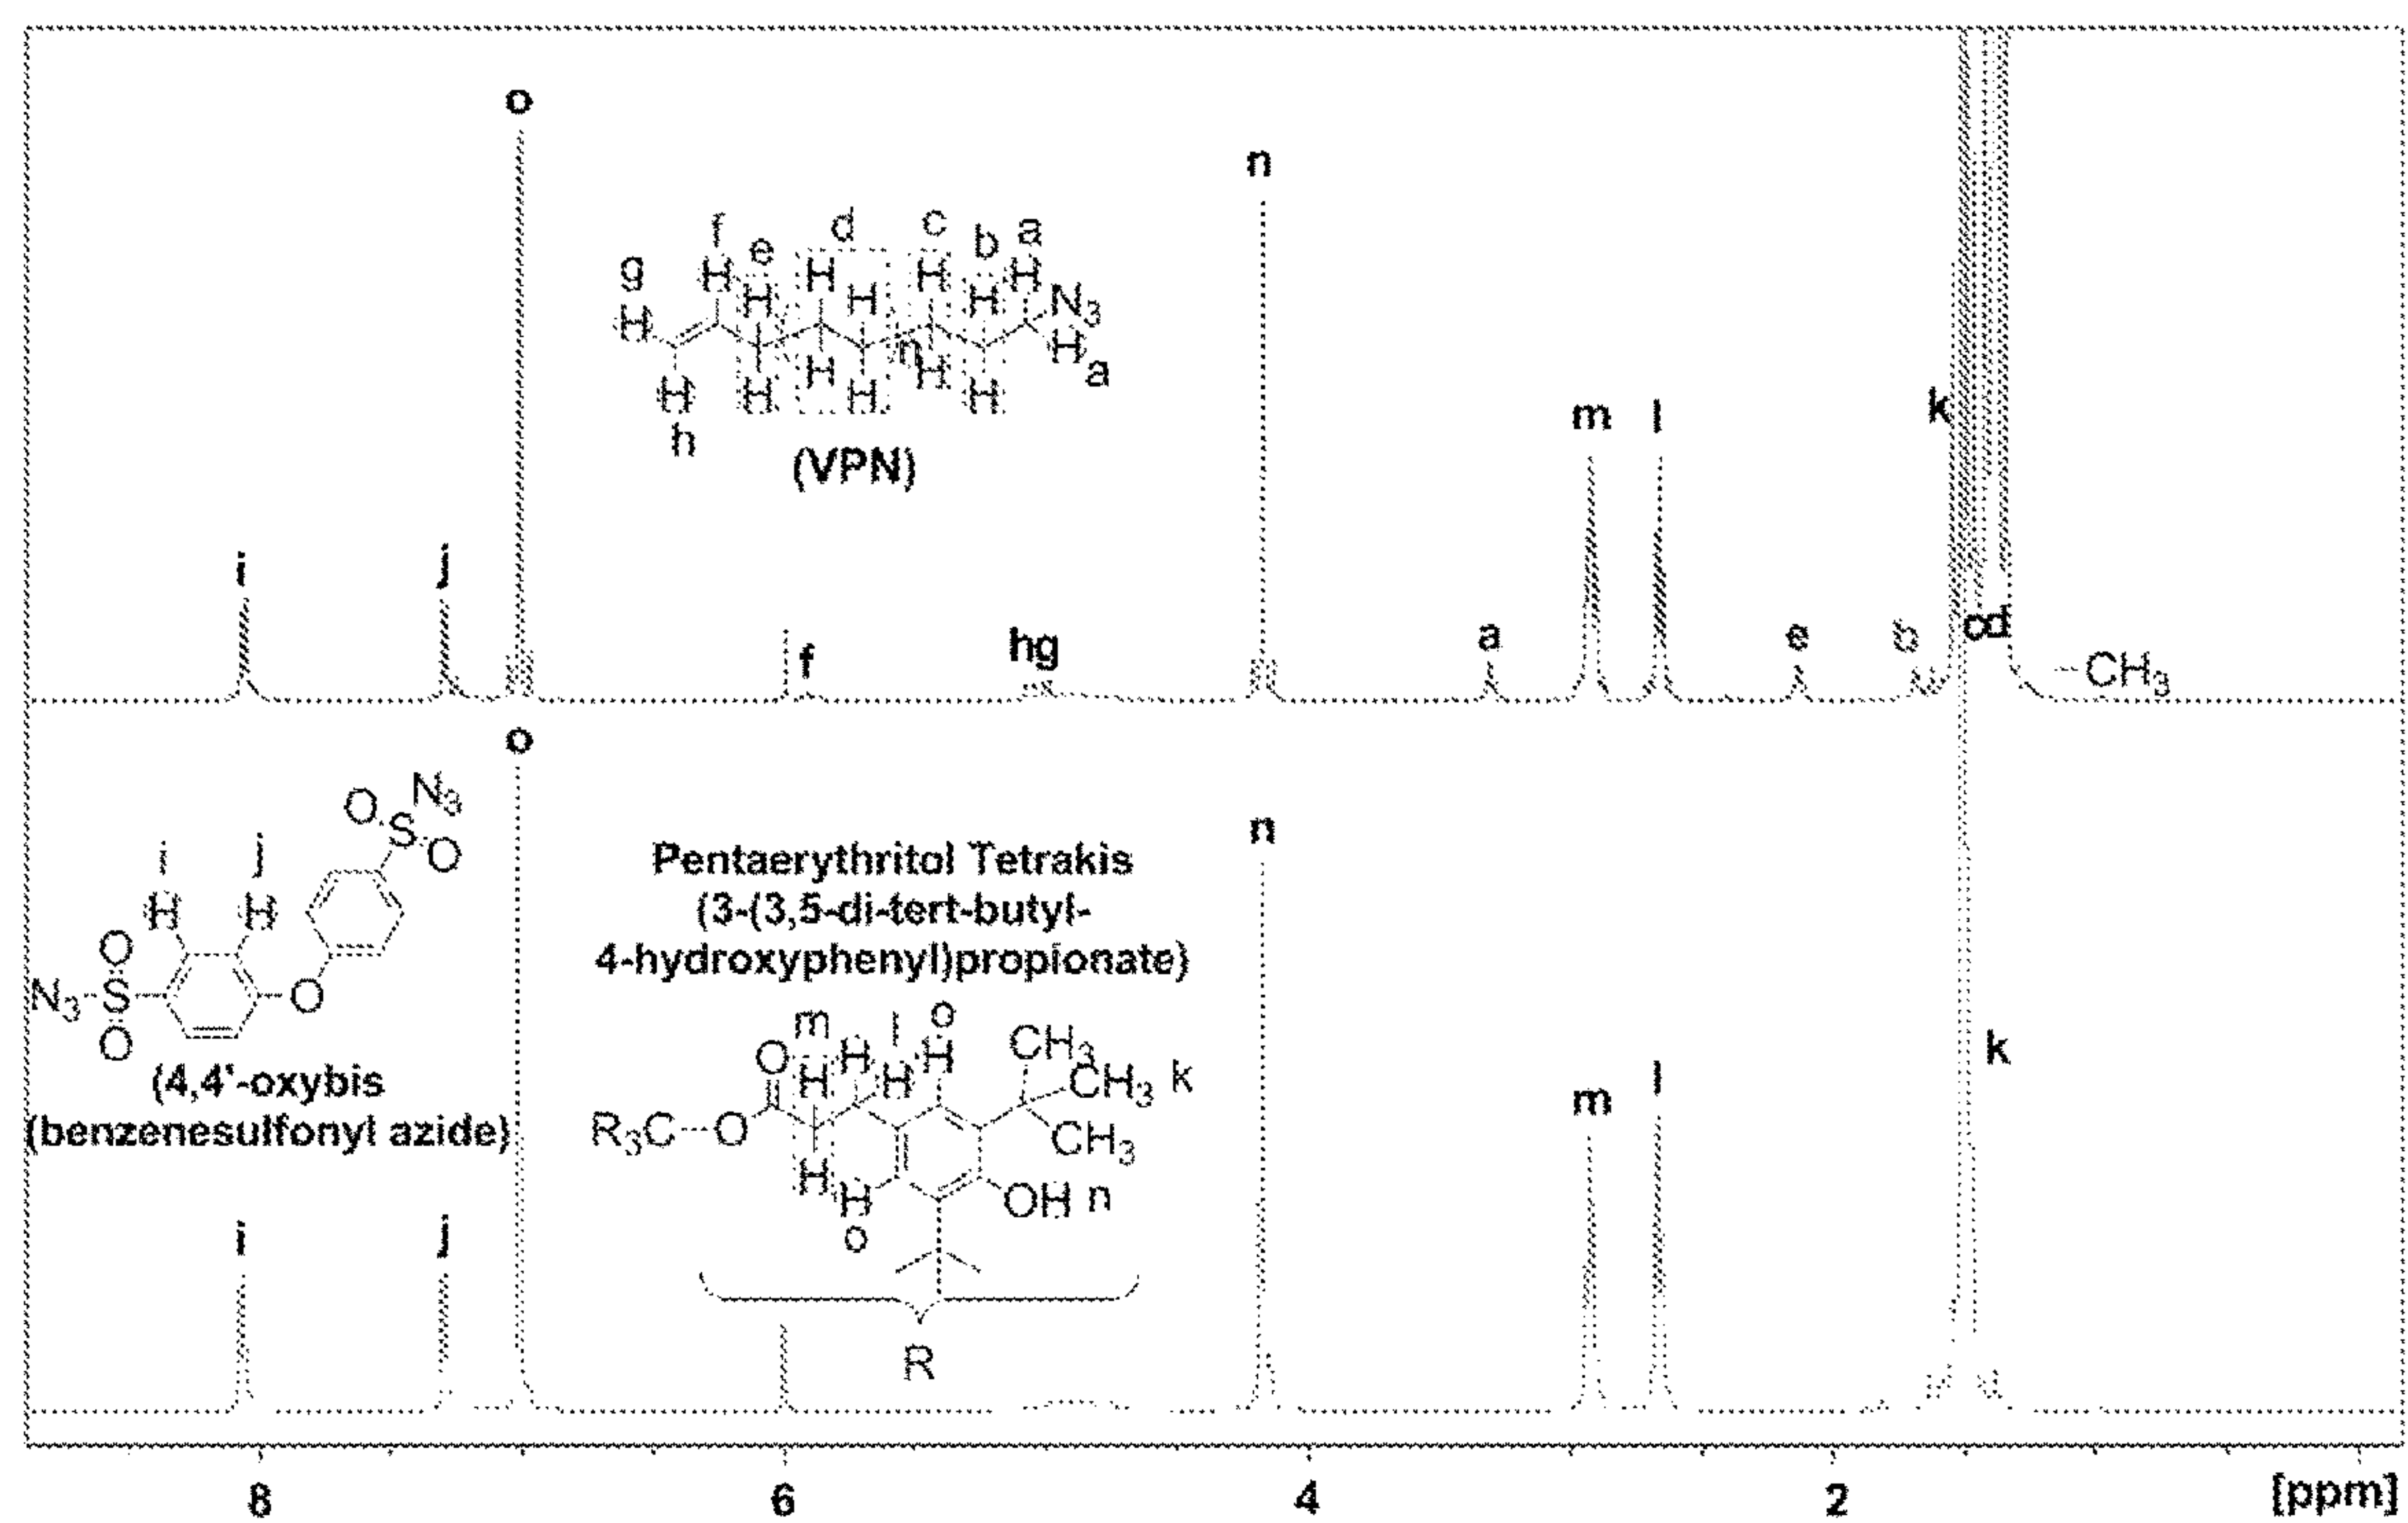 o
n
f
e
d
c
b
a
g
H
H
H
H
H
N3
H
H
H
n
H
H
a
H
H
H
H
h
(VPN)
m
l
k
i
j
f
hg
a
e
b
cd
CH3
o
N3
O
S
O
i
j
H
H
O
N3
S
O
O
(4,4'-oxybis
(benzenesulfonyl azide)
n
Pentaerythritol Tetrakis
(3-(3,5-di-tert-butyl-
4-hydroxyphenyl)propionate)
m
l
o
O
H
H
CH3
H
H
CH3
k
R3C
O
CH3
H
H
OH
n
o
R
i
j
m
l
k
8
6
4
2
[ppm]